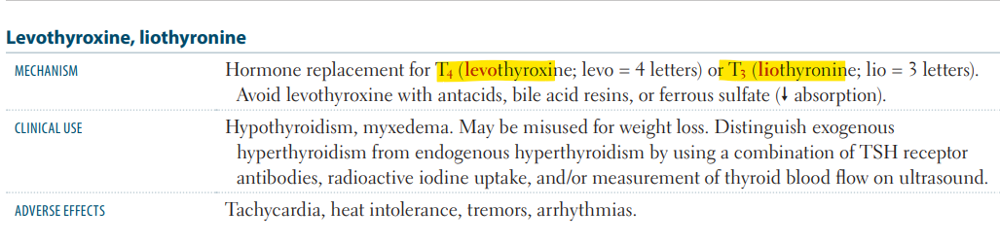 Levothyroxine, liothyronine
MECHANISM Hormone replacement for T4 (levothyroxine; levo = 4 letters) or T3 (liothyronine; lio = 3 letters).
Avoid levothyroxine with antacids, bile acid resins, or ferrous sulfate (↓ absorption).
CLINICAL USE Hypothyroidism, myxedema. May be misused for weight loss. Distinguish exogenous
hyperthyroidism from endogenous hyperthyroidism by using a combination of TSH receptor
antibodies, radioactive iodine uptake, and/or measurement of thyroid blood flow on ultrasound.
ADVERSE EFFECTS Tachycardia, heat intolerance, tremors, arrhythmias.